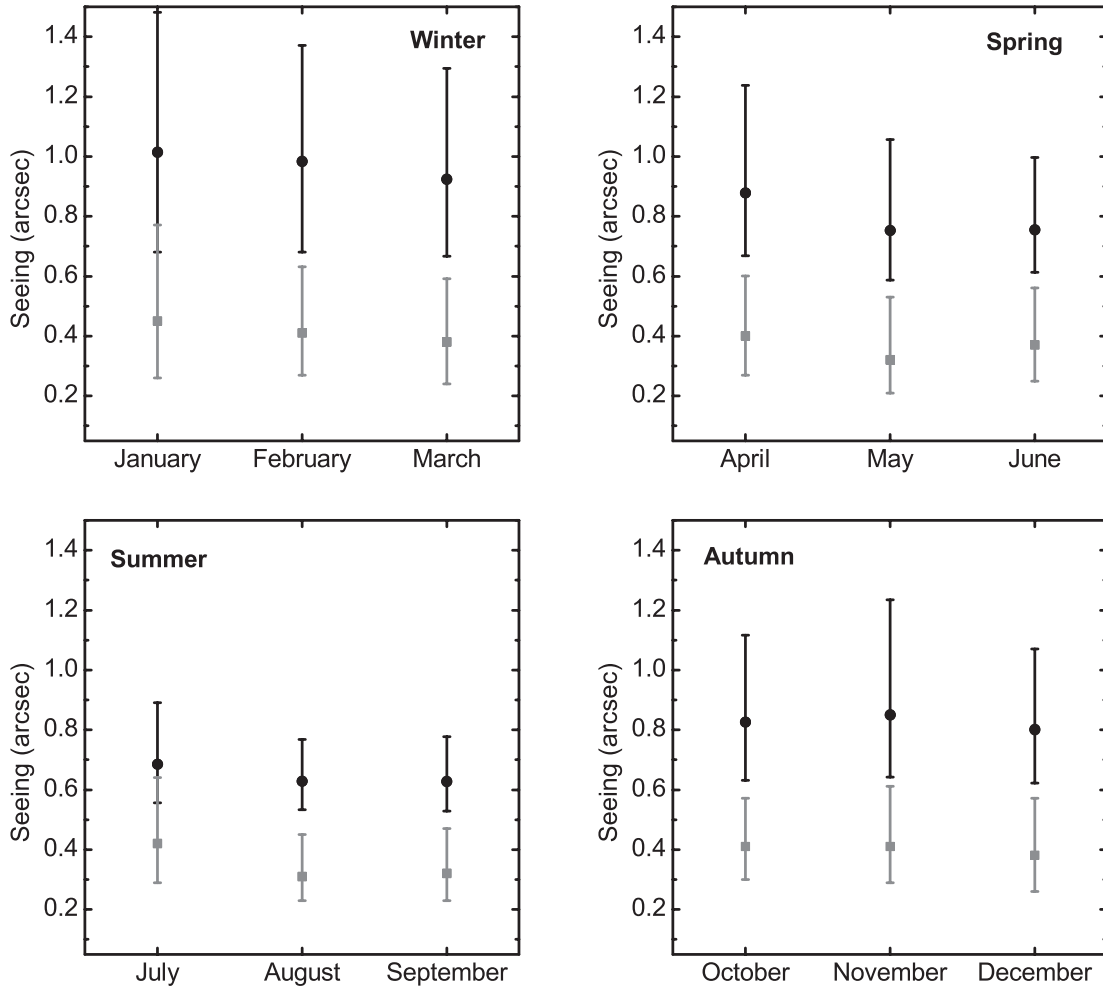 Winter
Seeing (arcsec)
1.4
1.2
1.0
0.8
0.6
0.4
0.2
January February March
Spring
Seeing (arcsec)
1.4
1.2
1.0
0.8
0.6
0.4
0.2
April May June
Summer
Seeing (arcsec)
1.4
1.2
1.0
0.8
0.6
0.4
0.2
July August September
Autumn
Seeing (arcsec)
1.4
1.2
1.0
0.8
0.6
0.4
0.2
October November December